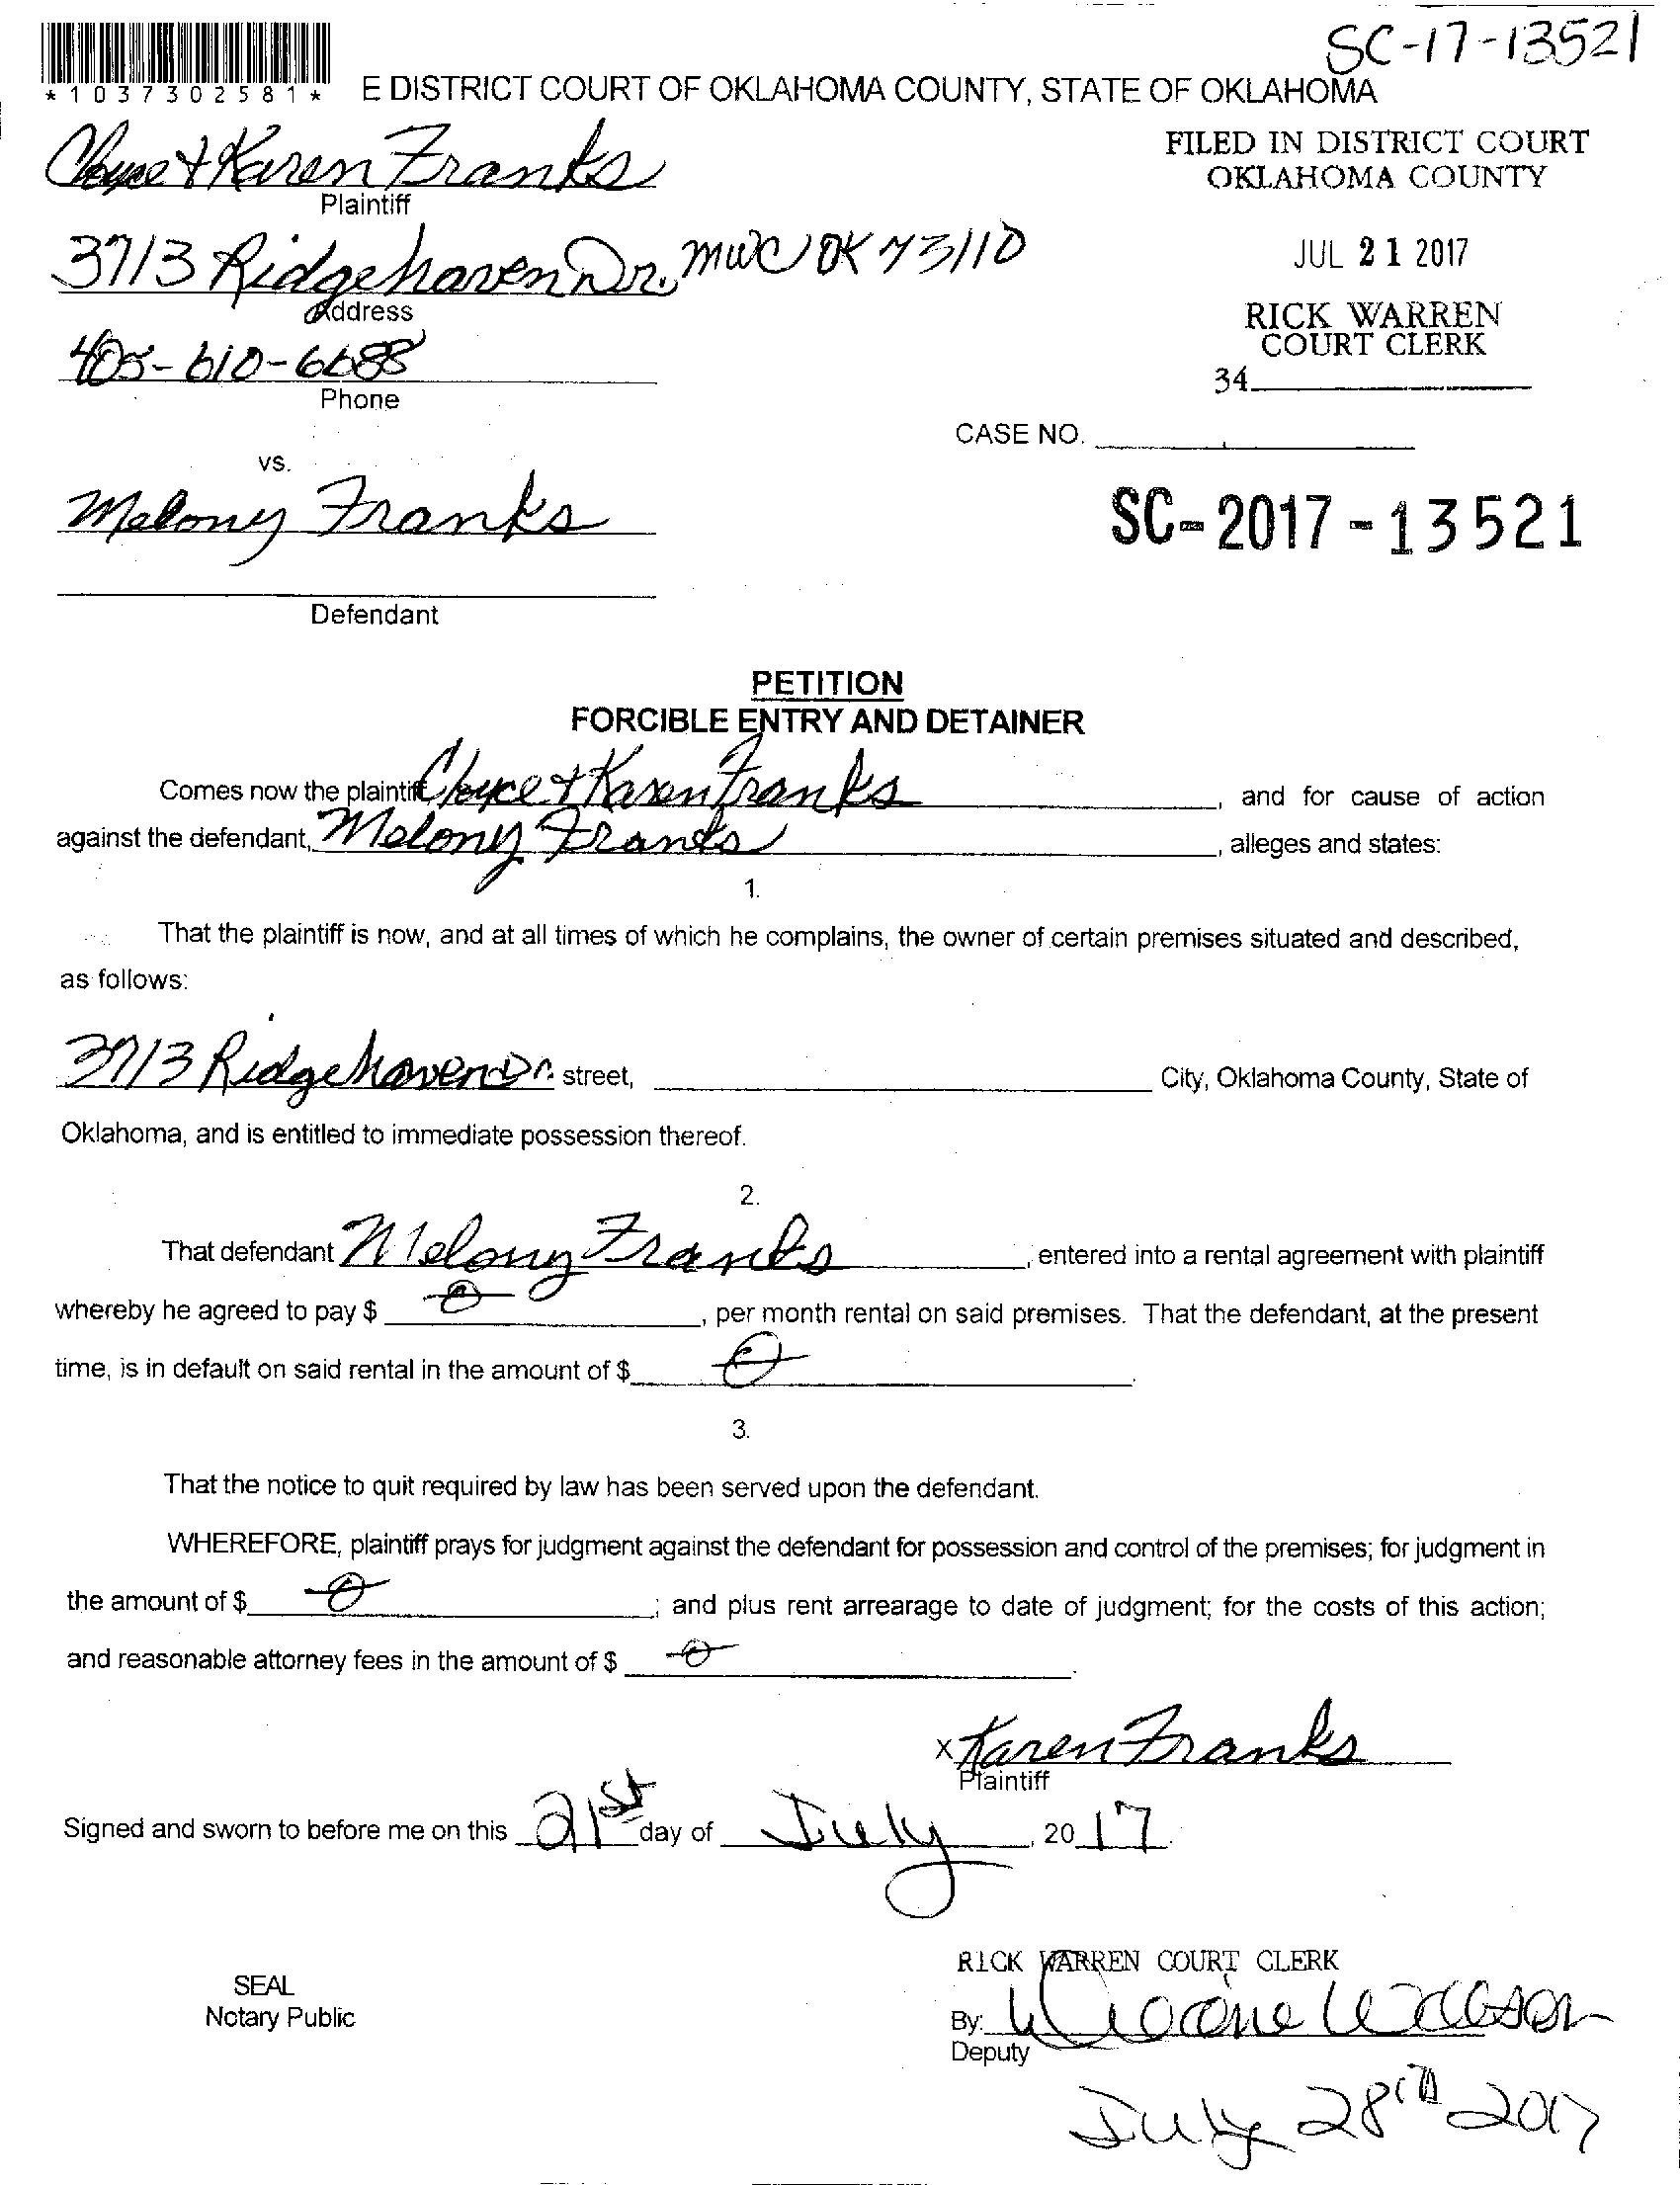 SC-17-13521
*1037302581*
E DISTRICT COURT OF OKLAHOMA COUNTY, STATE OF OKLAHOMA
Cloyce & Karen Franks
Plaintiff
FILED IN DISTRICT COURT
OKLAHOMA COUNTY
3713 Ridgehaven Dr. MWC OK 73110
Address
JUL 21 2017
RICK WARREN
COURT CLERK
405-610-6688
Phone
34
CASE NO.
vs.
Melony Franks
SC-2017-13521
Defendant
PETITION
FORCIBLE ENTRY AND DETAINER
Comes now the plaintiff Cloyce & Karen Franks, and for cause of action
against the defendant, Melony Franks, alleges and states:
1.
That the plaintiff is now, and at all times of which he complains, the owner of certain premises situated and described,
as follows:
3713 Ridgehaven Dr. street, City, Oklahoma County, State of
Oklahoma, and is entitled to immediate possession thereof.
2.
That defendant Melony Franks, entered into a rental agreement with plaintiff
whereby he agreed to pay $ 0, per month rental on said premises. That the defendant, at the present
time, is in default on said rental in the amount of $ 0.
3.
That the notice to quit required by law has been served upon the defendant.
WHEREFORE, plaintiff prays for judgment against the defendant for possession and control of the premises; for judgment in
the amount of $ 0; and plus rent arrearage to date of judgment; for the costs of this action;
and reasonable attorney fees in the amount of $ 0.
x Karen Franks
Plaintiff
Signed and sworn to before me on this 21st day of July, 2017.
RICK WARREN COURT CLERK
SEAL
Notary Public
By:
Deputy
July 28th 2017